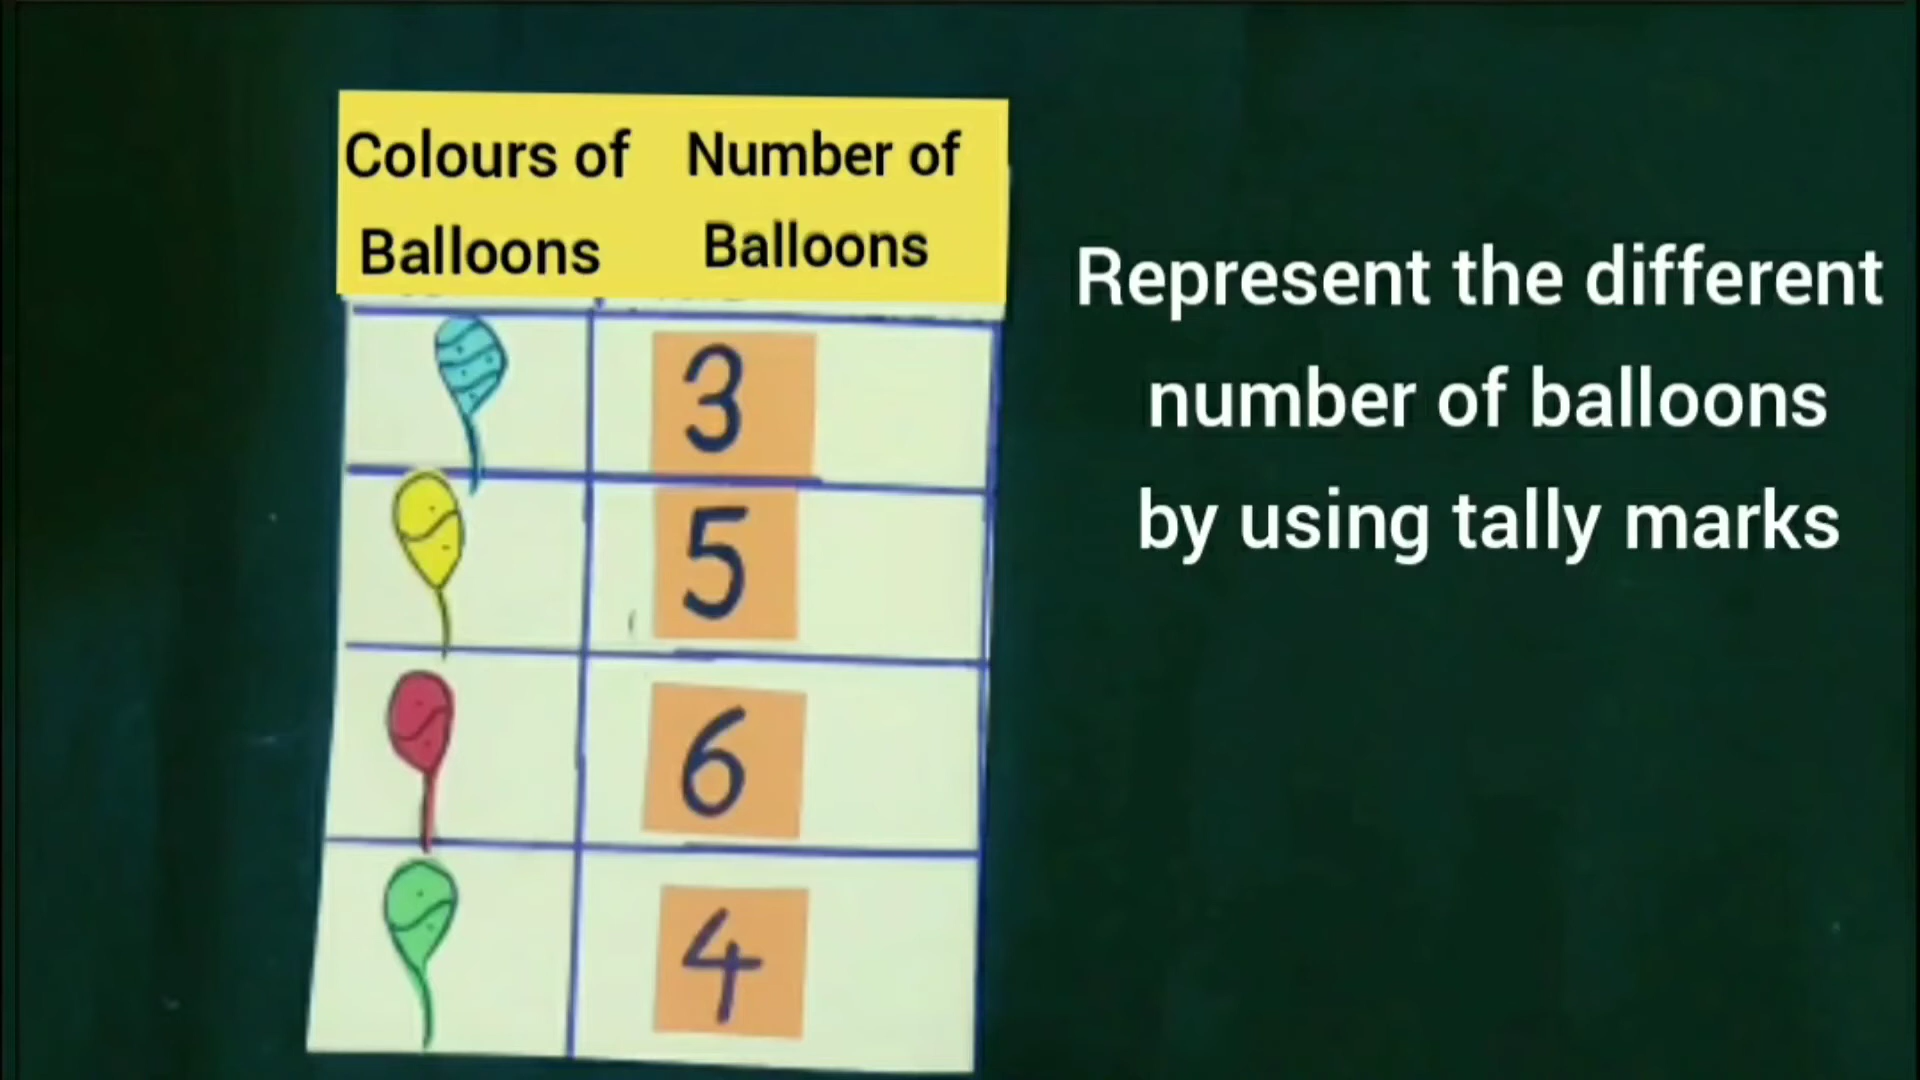 Colours of Number of
Balloons Balloons
3
5
6
4
Represent the different
number of balloons
by using tally marks